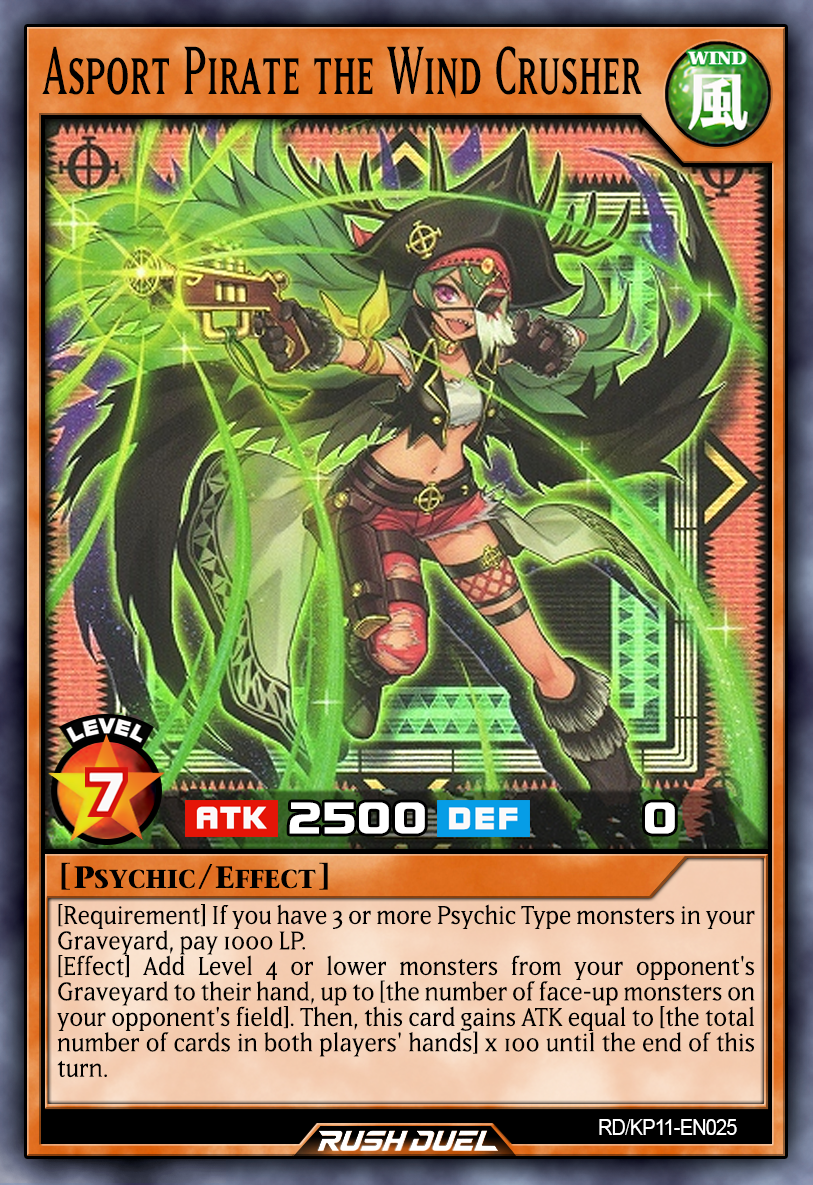 Asport Pirate the Wind Crusher
WIND
風
LEVEL
7
ATK 2500 DEF 0
[Psychic/Effect]
[Requirement] If you have 3 or more Psychic Type monsters in your
Graveyard, pay 1000 LP.
[Effect] Add Level 4 or lower monsters from your opponent's
Graveyard to their hand, up to [the number of face-up monsters on
your opponent's field]. Then, this card gains ATK equal to [the total
number of cards in both players' hands] x 100 until the end of this
turn.
RD/KP11-EN025
RUSH DUEL